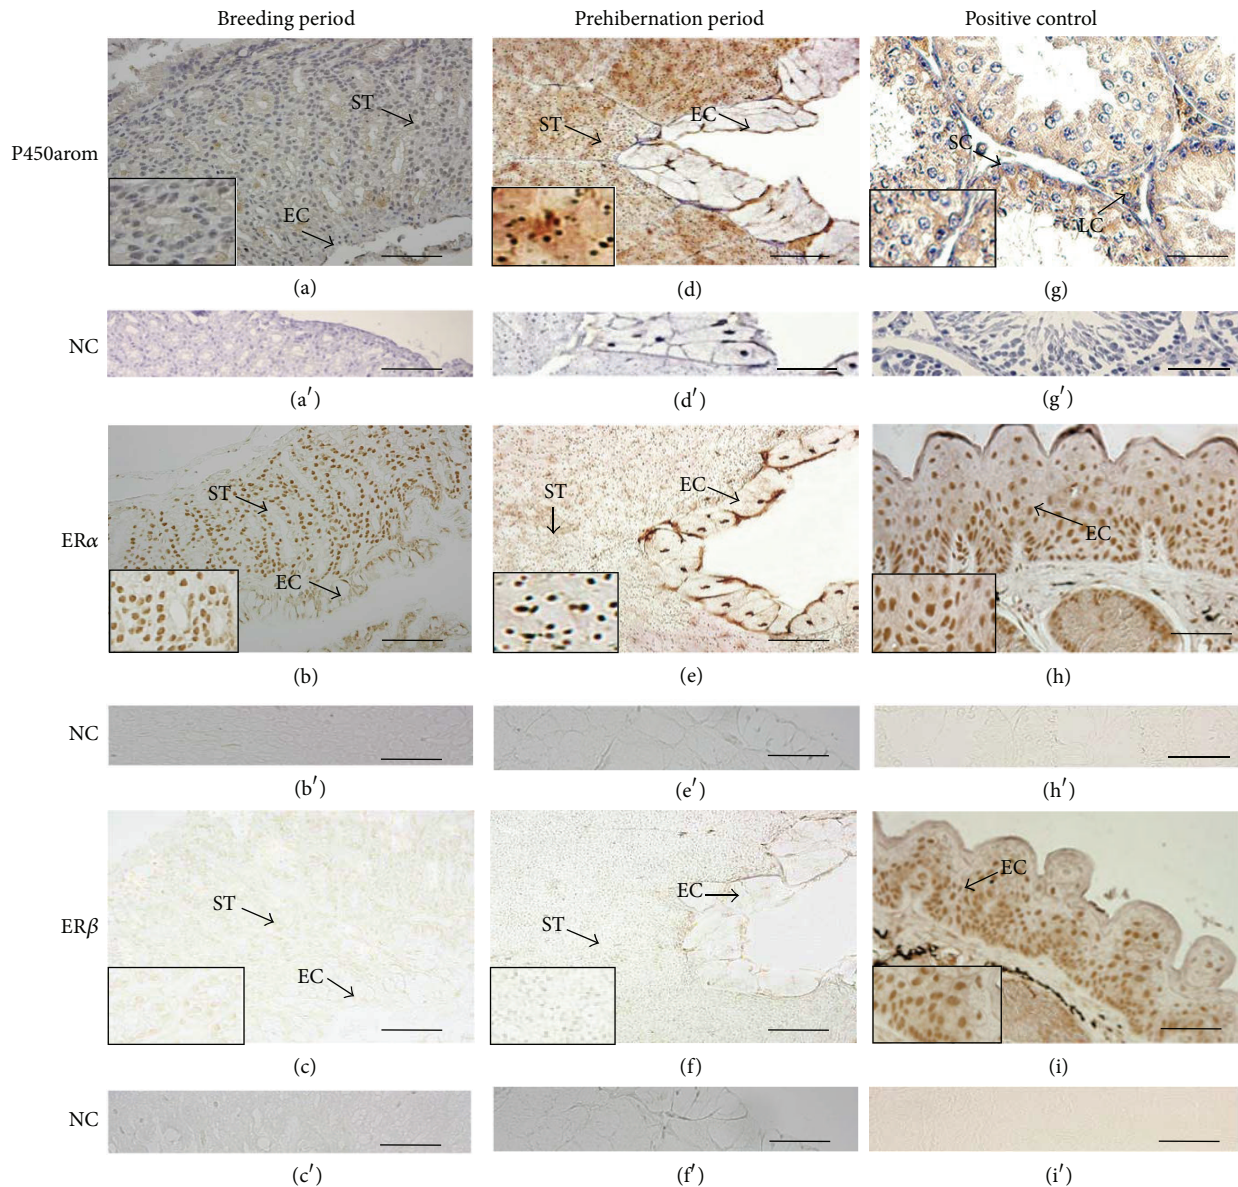 Breeding period Prehibernation period Positive control
P450arom
ST
EC
ST
EC
SC
LC
(a) (d) (g)
NC
(a′) (d′) (g′)
ERα
ST
EC
ST
EC
EC
(b) (e) (h)
NC
(b′) (e′) (h′)
ERβ
ST
EC
ST
EC
EC
(c) (f) (i)
NC
(c′) (f′) (i′)